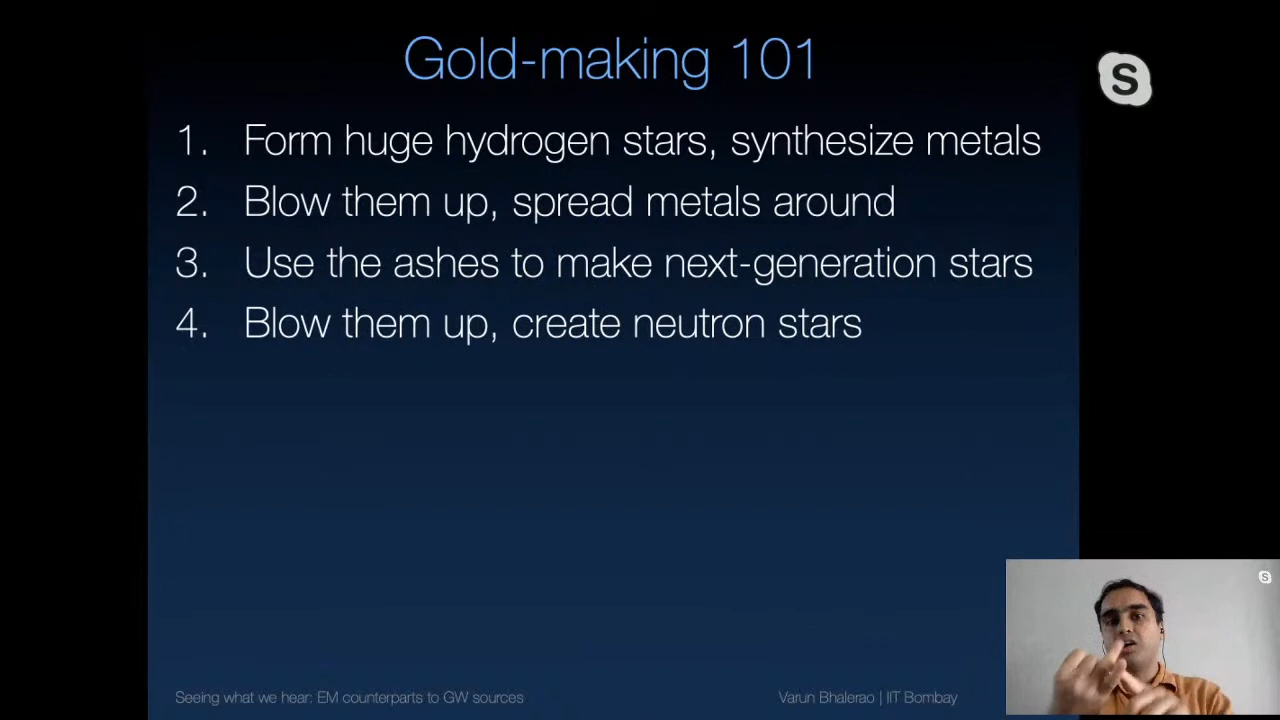 Gold-making 101
S
1. Form huge hydrogen stars, synthesize metals
2. Blow them up, spread metals around
3. Use the ashes to make next-generation stars
4. Blow them up, create neutron stars
S
Seeing what we hear: EM counterparts to GW sources
Varun Bhalerao | IIT Bombay